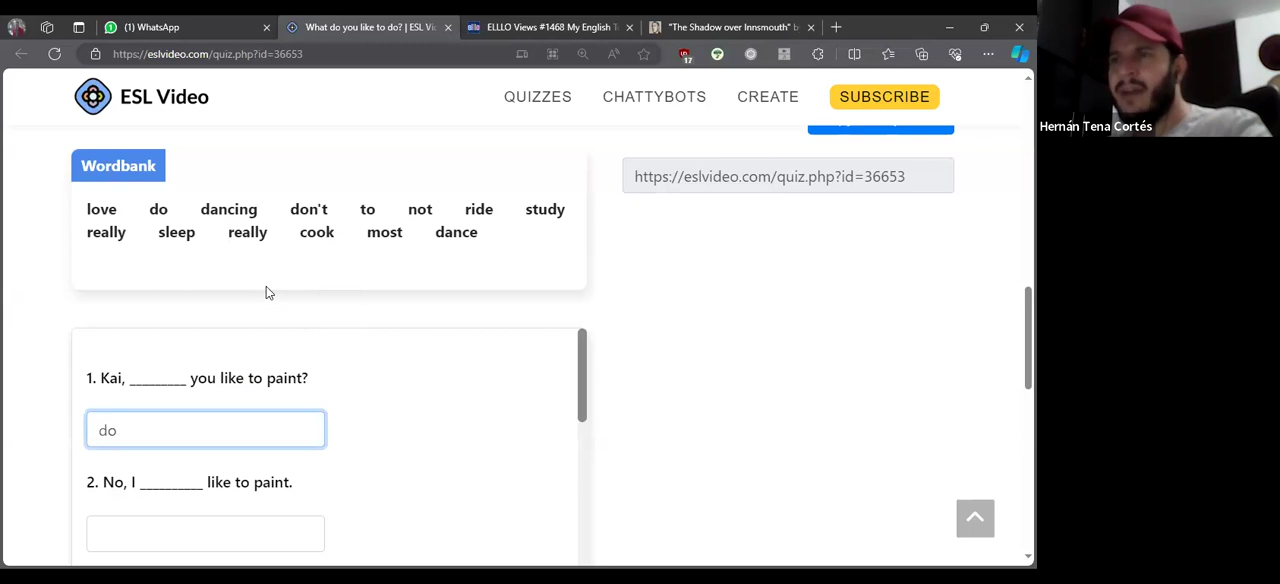 (1) WhatsApp
What do you like to do? | ESL Vi
ELLLO Views #1468 My English T
"The Shadow over Innsmouth" b
https://eslvideo.com/quiz.php?id=36653
17
ESL Video
QUIZZES CHATTYBOTS CREATE SUBSCRIBE
Hernán Tena Cortés
Wordbank
https://eslvideo.com/quiz.php?id=36653
love do dancing don't to not ride study
really sleep really cook most dance
1. Kai, ________ you like to paint?
do
2. No, I _________ like to paint.